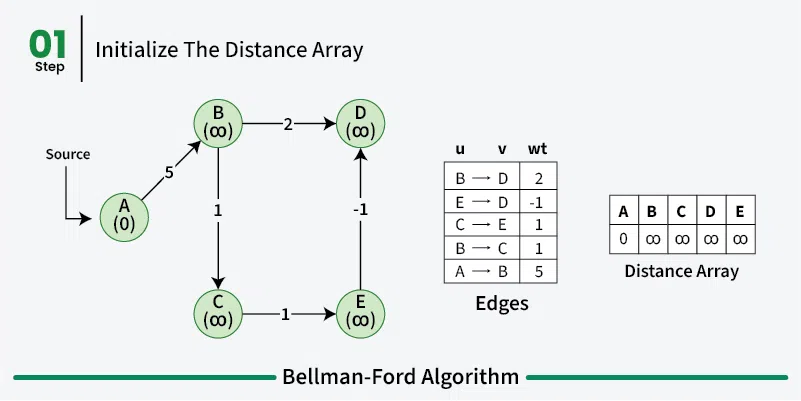 01
Step
Initialize The Distance Array
Source
A
(0)
5
B
(∞)
2
D
(∞)
1
-1
C
(∞)
1
E
(∞)
u v wt
B → D 2
E → D -1
C → E 1
B → C 1
A → B 5
Edges
A B C D E
0 ∞ ∞ ∞ ∞
Distance Array
Bellman-Ford Algorithm